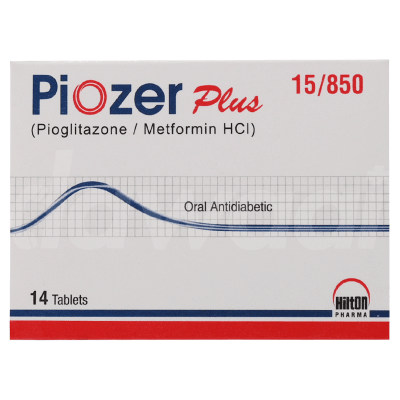 Piozer Plus 15/850
(Pioglitazone / Metformin HCl)
Oral Antidiabetic
14 Tablets
HiltON
PHARMA